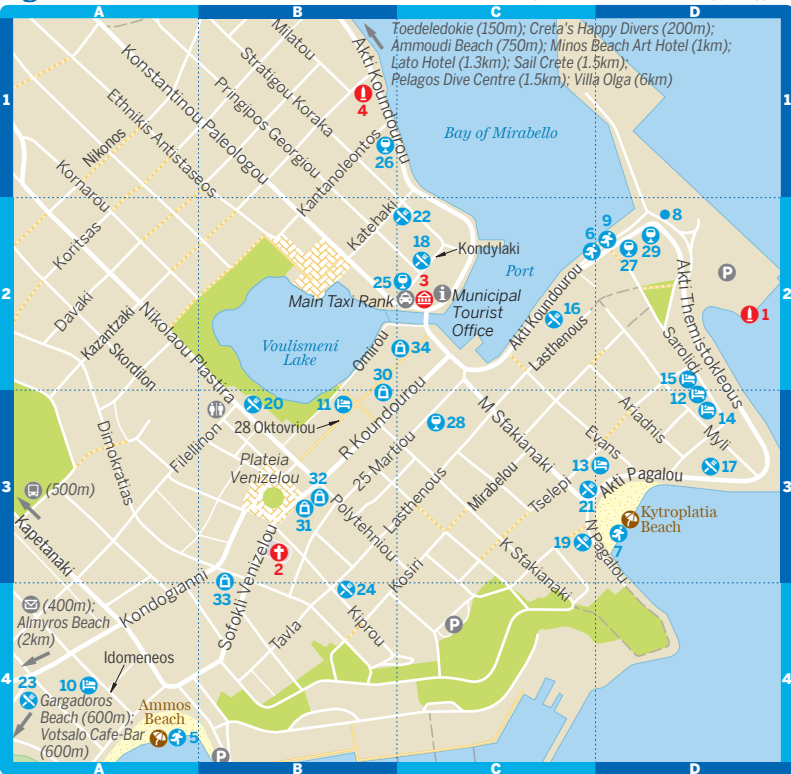 A
B
C
D
1
2
3
4
1
2
3
4
Toedeledokie (150m); Creta's Happy Divers (200m);
Ammoudi Beach (750m); Minos Beach Art Hotel (1km);
Lato Hotel (1.3km); Sail Crete (1.5km);
Pelagos Dive Centre (1.5km); Villa Olga (6km)
Milatou
Akti Koundourou
Stratigou Koraka
Pringipos Georgiou
Konstantinou Paleologou
Ethnikis Antistaseos
Nikonos
Kornarou
Koritsas
Kantanoleontos
Katehaki
4
26
Bay of Mirabello
22
18
Kondylaki
25
3
Main Taxi Rank
Municipal
Tourist
Office
Port
9
6
8
27
29
P
1
16
Akti Koundourou
Lasthenous
Akti Themistokleous
Sarolidi
Davaki
Kazantzaki
Skordilon
Nikolaou Plastira
Voulismeni
Lake
Omirou
34
30
20
11
28 Oktovriou
R Koundourou
28
M Sfakianaki
15
12
14
Ariadnis
Evans
Myli
17
13
Akti Pagalou
Filellinon
Dimokratias
Plateia
Venizelou
25 Martiou
Lasthenous
Mirabelou
Tselepi
21
Kytroplatia
Beach
7
19
N Pagalou
K Sfakianaki
32
31
Polytehniou
Kosiri
2
(500m)
Kapetanaki
Sofokli Venizelou
Kondogianni
33
24
Kiprou
Tavla
P
(400m);
Almyros Beach
(2km)
Idomeneos
23
10
Gargadoros
Beach (600m);
Votsalo Cafe-Bar
(600m)
Ammos
Beach
5
P
A
B
C
D